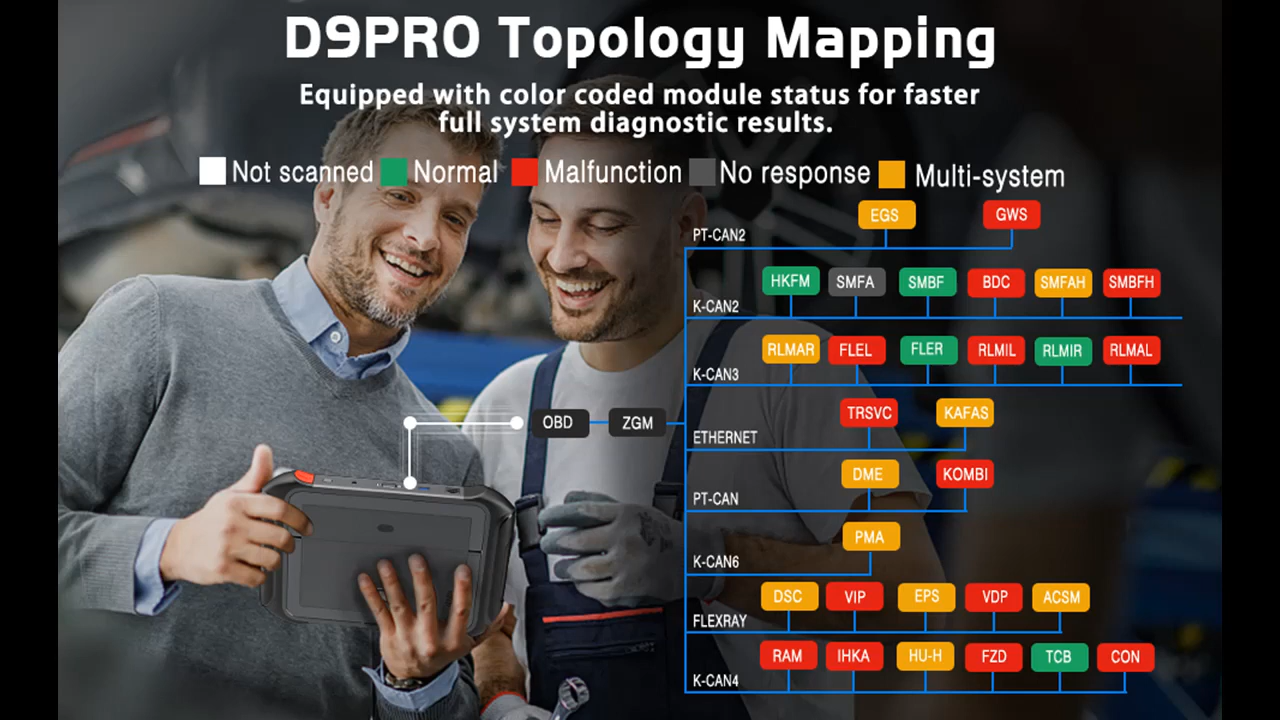 D9PRO Topology Mapping
Equipped with color coded module status for faster
full system diagnostic results.
Not scanned Normal Malfunction No response Multi-system
EGS GWS
PT-CAN2
HKFM SMFA SMBF BDC SMFAH SMBFH
K-CAN2
RLMAR FLEL FLER RLMIL RLMIR RLMAL
K-CAN3
TRSVC KAFAS
OBD ZGM
ETHERNET
DME KOMBI
PT-CAN
PMA
K-CAN6
DSC VIP EPS VDP ACSM
FLEXRAY
RAM IHKA HU-H FZD TCB CON
K-CAN4